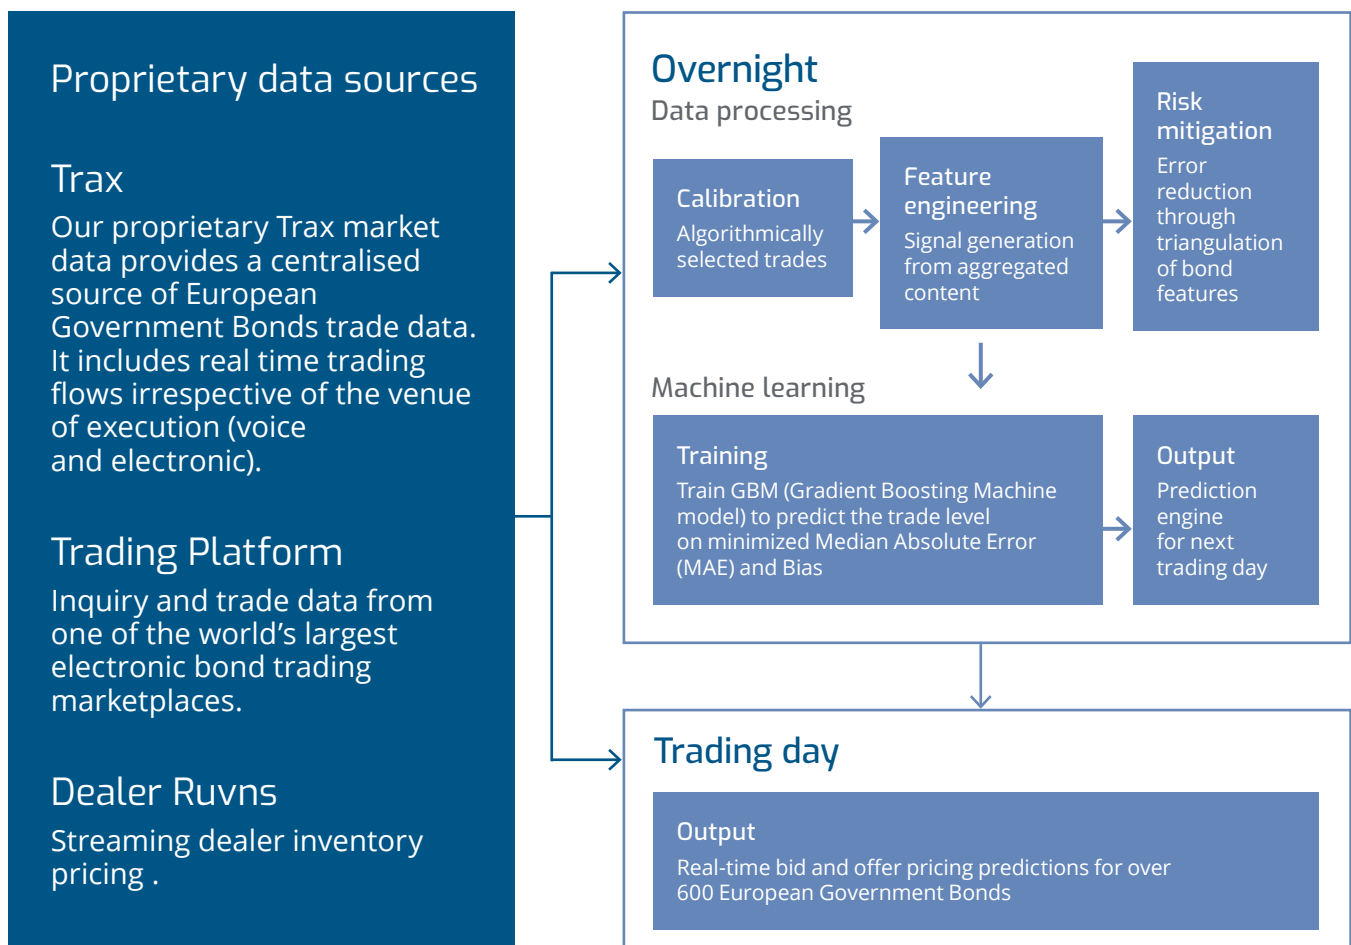 Proprietary data sources
Trax
Our proprietary Trax market
data provides a centralised
source of European
Government Bonds trade data.
It includes real time trading
flows irrespective of the venue
of execution (voice
and electronic).
Trading Platform
Inquiry and trade data from
one of the world’s largest
electronic bond trading
marketplaces.
Dealer Ruvns
Streaming dealer inventory
pricing .
Overnight
Data processing
Calibration
Algorithmically
selected trades
Feature
engineering
Signal generation
from aggregated
content
Risk
mitigation
Error
reduction
through
triangulation
of bond
features
Machine learning
Training
Train GBM (Gradient Boosting Machine
model) to predict the trade level
on minimized Median Absolute Error
(MAE) and Bias
Output
Prediction
engine
for next
trading day
Trading day
Output
Real-time bid and offer pricing predictions for over
600 European Government Bonds